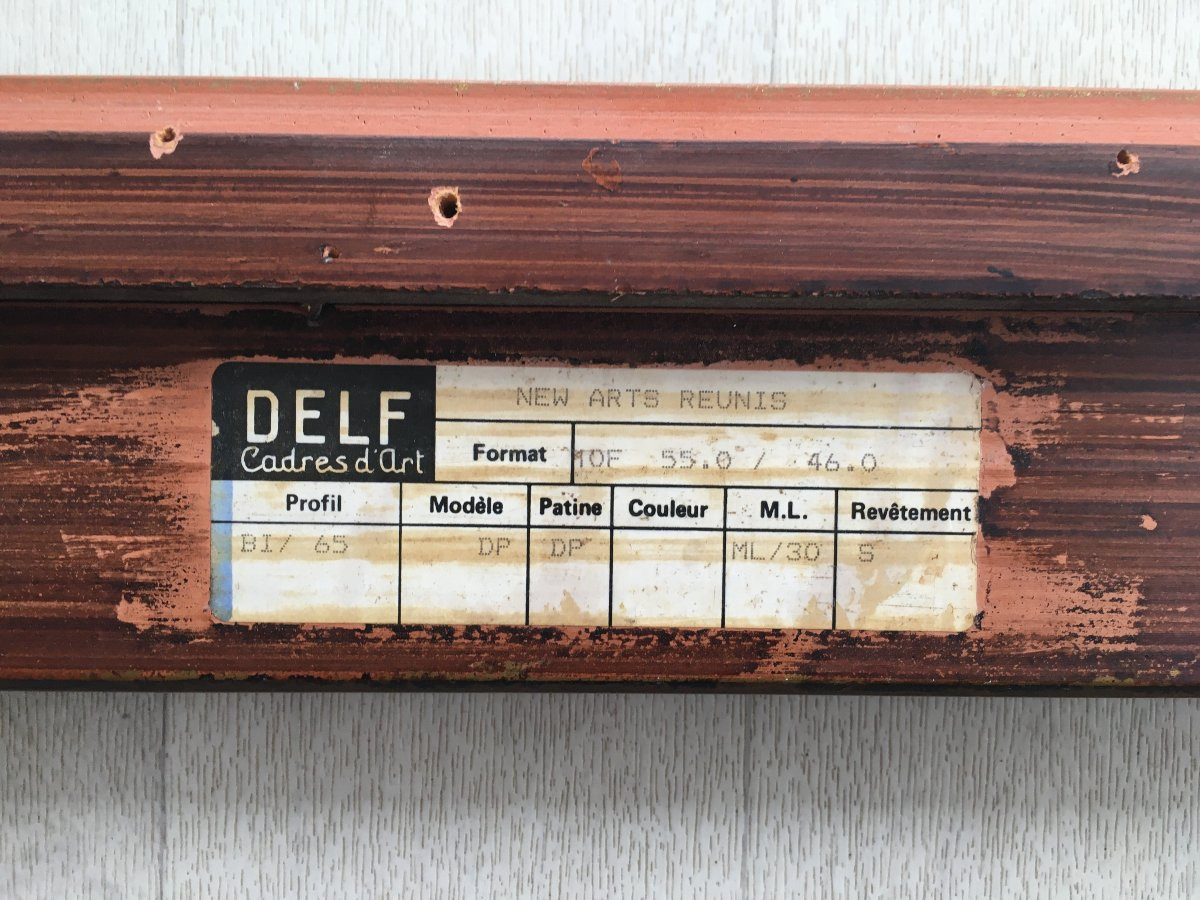 DELF
Cadres d'Art
NEW ARTS REUNIS
Format 10F 55.0 / 46.0
Profil Modèle Patine Couleur M.L. Revêtement
BI/ 65 DP DP ML/30 S